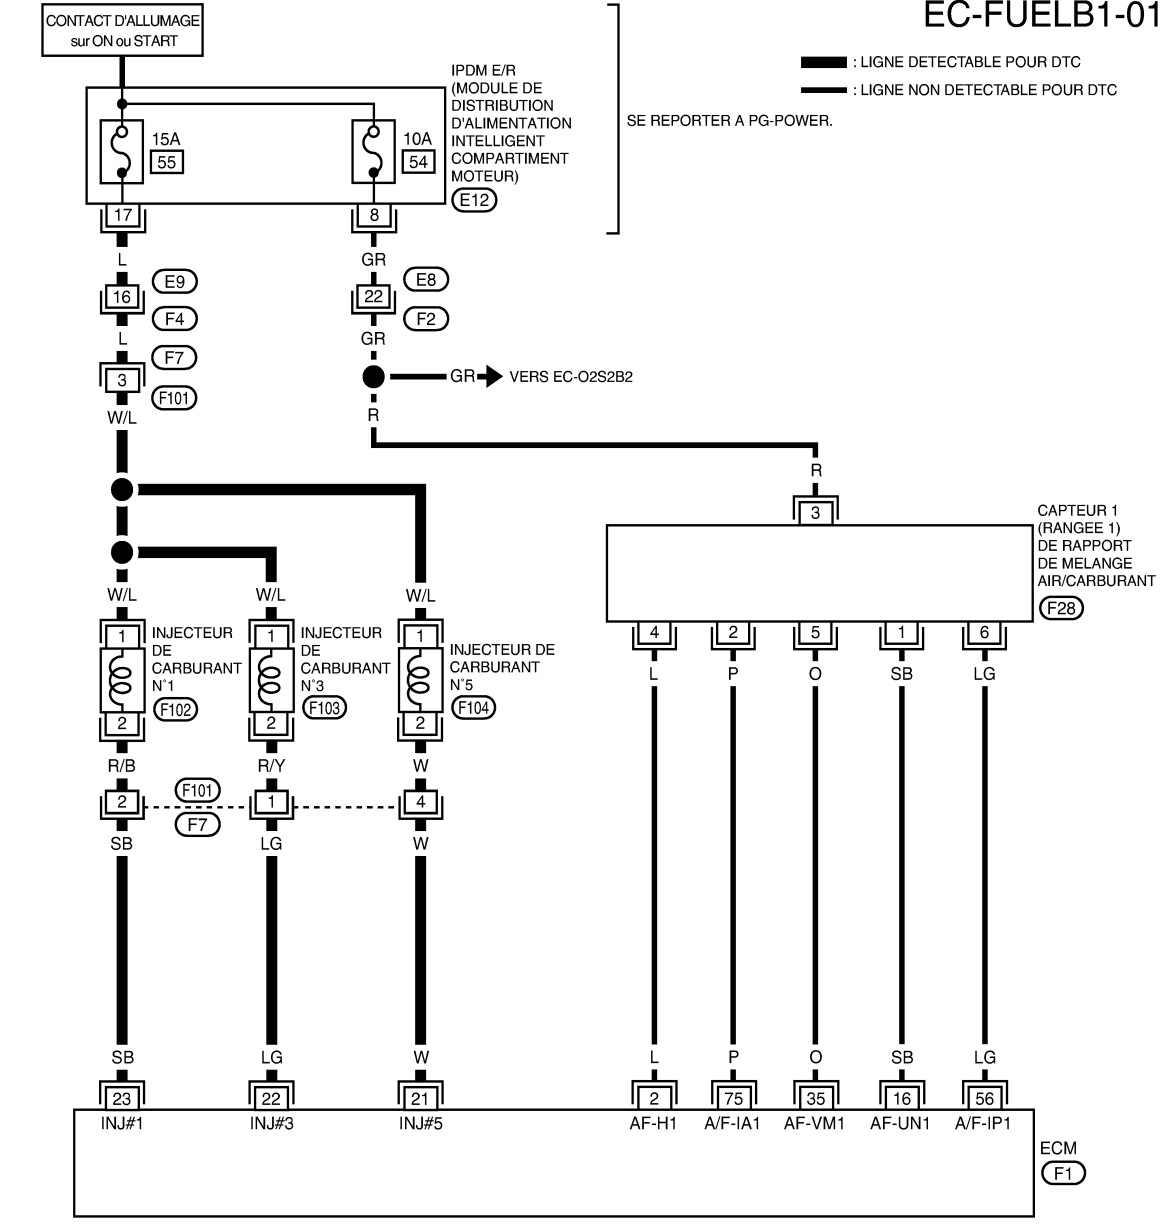 EC-FUELB1-01
CONTACT D'ALLUMAGE
sur ON ou START
: LIGNE DETECTABLE POUR DTC
: LIGNE NON DETECTABLE POUR DTC
IPDM E/R
(MODULE DE
DISTRIBUTION
D'ALIMENTATION
INTELLIGENT
COMPARTIMENT
MOTEUR)
E12
SE REPORTER A PG-POWER.
15A
55
10A
54
17
8
L
GR
16
E9
F4
22
E8
F2
L
GR
3
F7
F101
GR
VERS EC-O2S2B2
W/L
R
R
3
CAPTEUR 1
(RANGEE 1)
DE RAPPORT
DE MELANGE
AIR/CARBURANT
F28
W/L
W/L
W/L
1
INJECTEUR
DE
CARBURANT
N°1
F102
2
1
INJECTEUR
DE
CARBURANT
N°3
F103
2
1
INJECTEUR DE
CARBURANT
N°5
F104
2
4
2
5
1
6
L
P
O
SB
LG
R/B
R/Y
W
2
F101
F7
1
4
SB
LG
W
SB
LG
W
L
P
O
SB
LG
23
22
21
2
75
35
16
56
INJ#1
INJ#3
INJ#5
AF-H1
A/F-IA1
AF-VM1
AF-UN1
A/F-IP1
ECM
F1